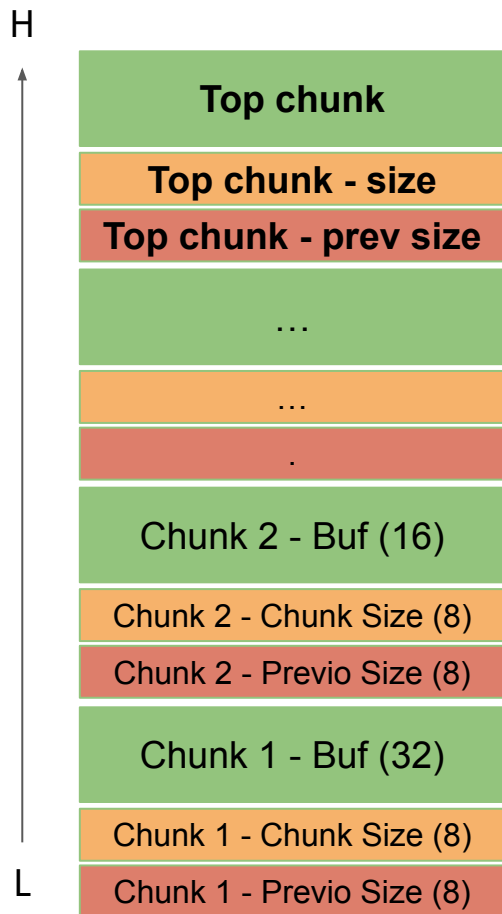 H
Top chunk
Top chunk - size
Top chunk - prev size
…
…
.
Chunk 2 - Buf (16)
Chunk 2 - Chunk Size (8)
Chunk 2 - Previo Size (8)
Chunk 1 - Buf (32)
Chunk 1 - Chunk Size (8)
L
Chunk 1 - Previo Size (8)